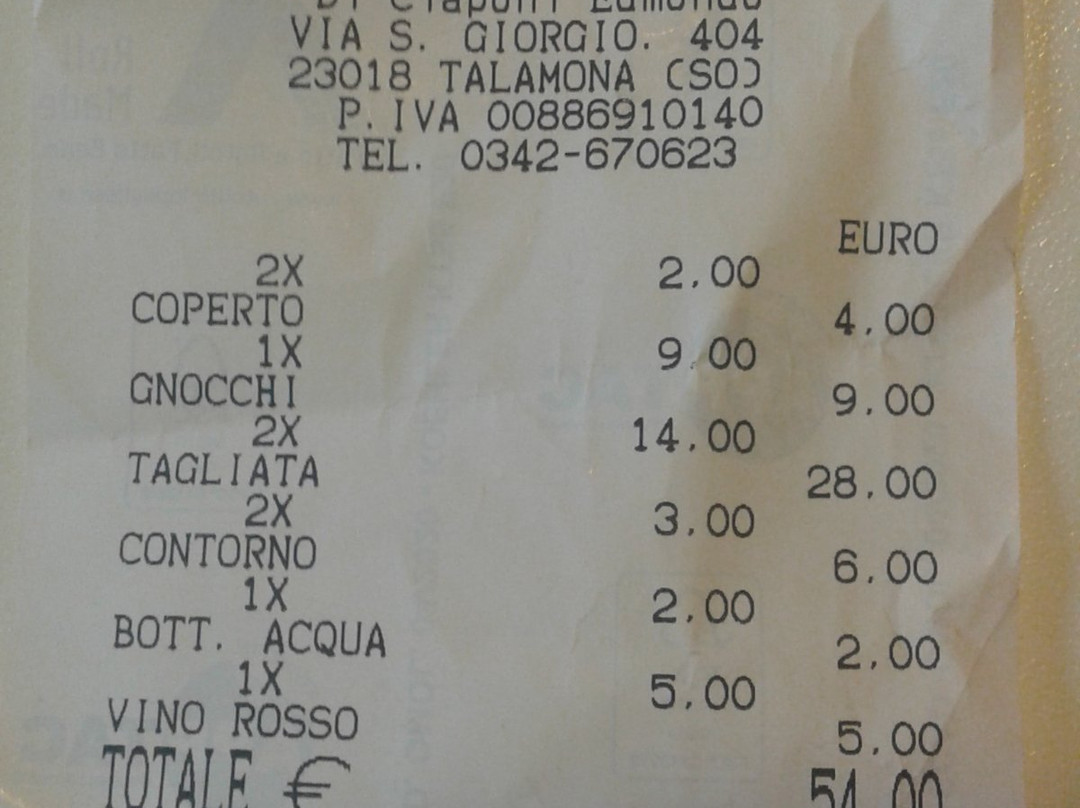 VIA S. GIORGIO. 404
23018 TALAMONA (SO)
P.IVA 00886910140
TEL. 0342-670623
EURO
2X 2,00
COPERTO 4,00
1X 9,00
GNOCCHI 9,00
2X 14,00
TAGLIATA 28,00
2X 3,00
CONTORNO 6,00
1X 2,00
BOTT. ACQUA 2,00
1X 5,00
VINO ROSSO 5,00
TOTALE € 54,00